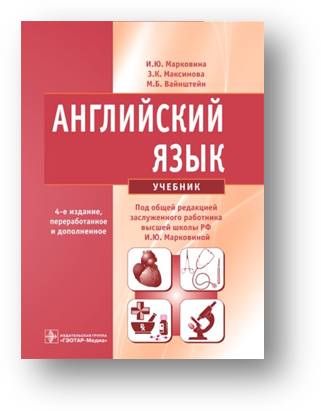 И.Ю. Марковина
З.К. Максимова
М.Б. Вайнштейн
АНГЛИЙСКИЙ
ЯЗЫК
УЧЕБНИК
4-е издание,
переработанное
и дополненное
Под общей редакцией
заслуженного работника
высшей школы РФ
И.Ю. Марковиной
ИЗДАТЕЛЬСКАЯ ГРУППА
«ГЭОТАР-Медиа»